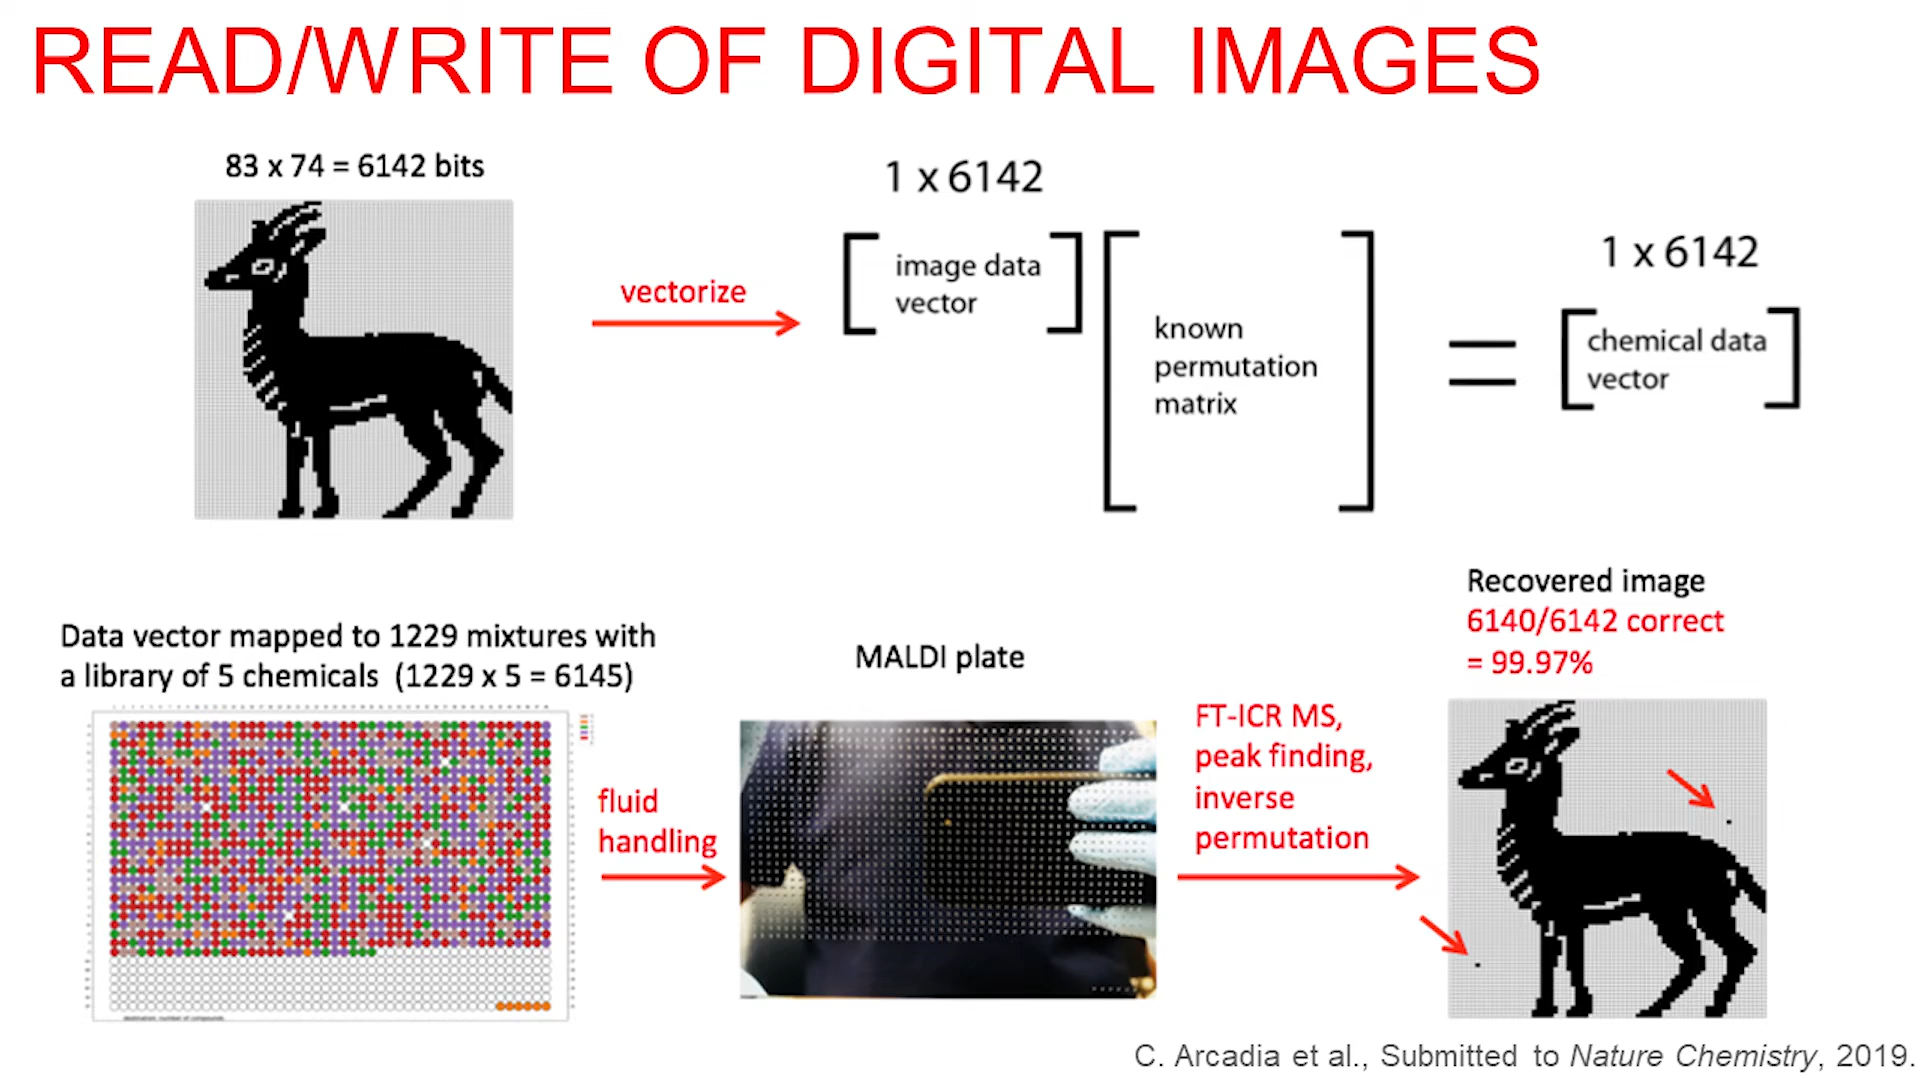 READ/WRITE OF DIGITAL IMAGES
83 x 74 = 6142 bits
vectorize
1 x 6142
image data
vector
known
permutation
matrix
1 x 6142
chemical data
vector
Data vector mapped to 1229 mixtures with
a library of 5 chemicals (1229 x 5 = 6145)
fluid
handling
MALDI plate
FT-ICR MS,
peak finding,
inverse
permutation
Recovered image
6140/6142 correct
= 99.97%
C. Arcadia et al., Submitted to Nature Chemistry, 2019.